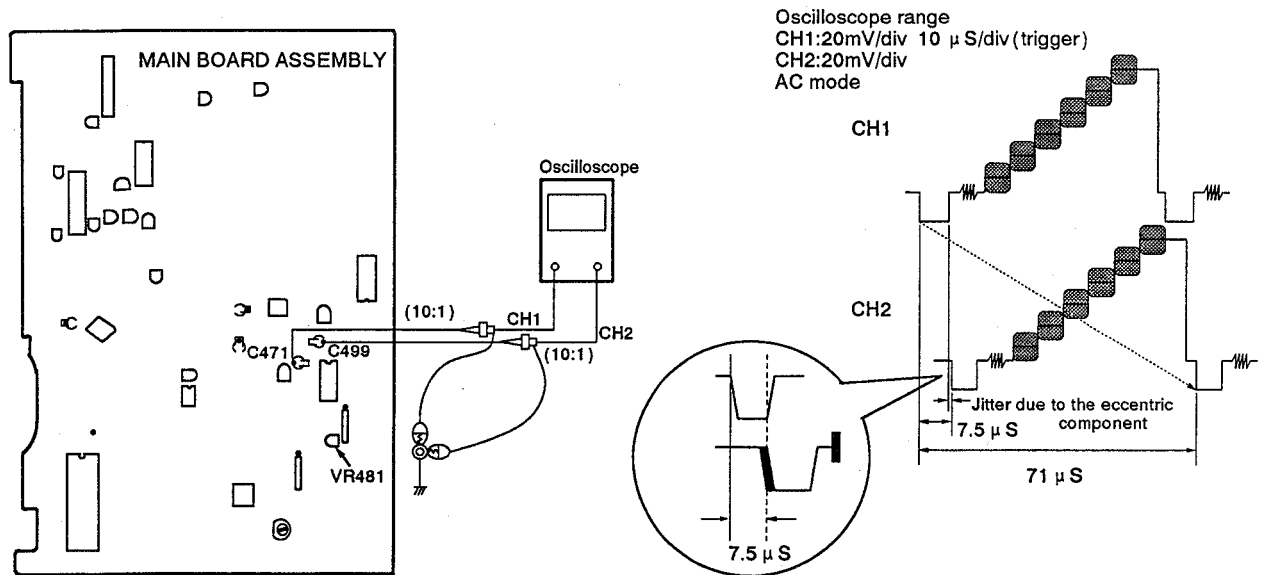 MAIN BOARD ASSEMBLY
Oscilloscope
(10:1)
CH1
CH2
(10:1)
C471
C499
VR481
Oscilloscope range
CH1:20mV/div 10 μS/div (trigger)
CH2:20mV/div
AC mode
CH1
CH2
Jitter due to the eccentric
component
7.5 μS
71 μS
7.5 μS